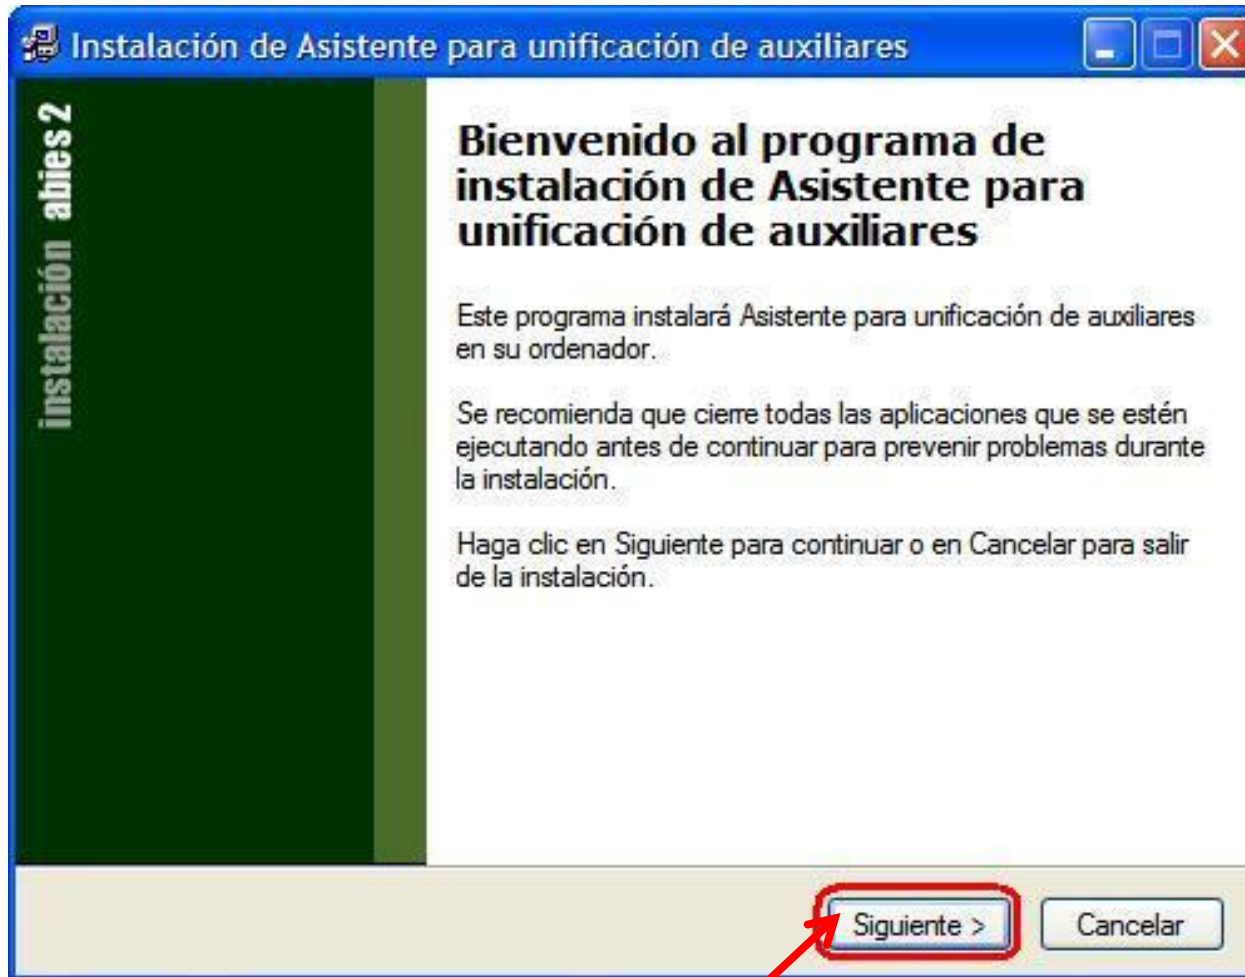 Instalación de Asistente para unificación de auxiliares
instalación abies 2
Bienvenido al programa de
instalación de Asistente para
unificación de auxiliares
Este programa instalará Asistente para unificación de auxiliares
en su ordenador.
Se recomienda que cierre todas las aplicaciones que se estén
ejecutando antes de continuar para prevenir problemas durante
la instalación.
Haga clic en Siguiente para continuar o en Cancelar para salir
de la instalación.
Siguiente >
Cancelar